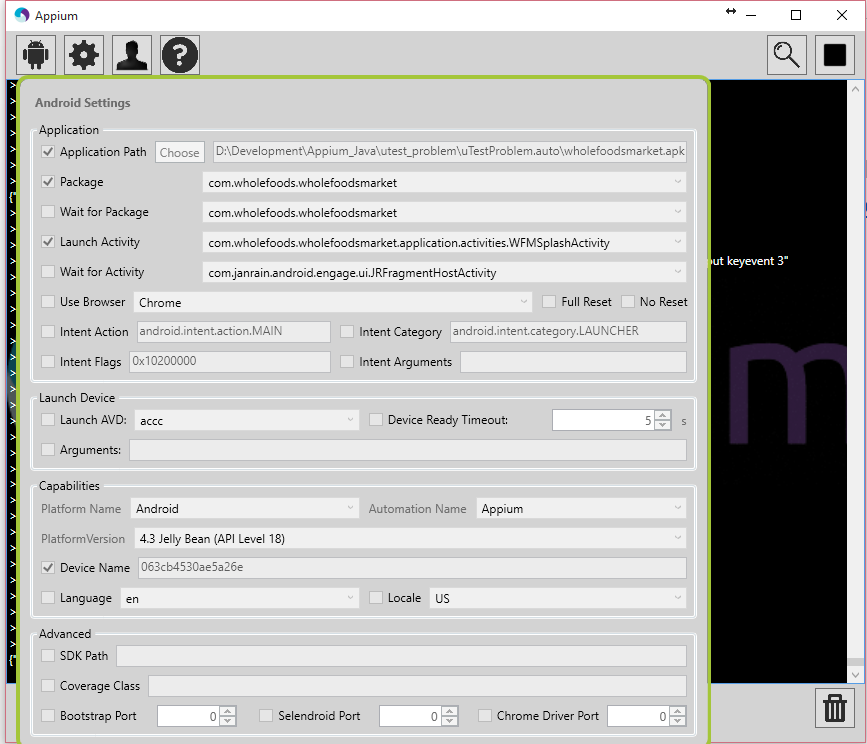 Appium
Android Settings
Application
Application Path Choose D:\Development\Appium_Java\utest_problem\uTestProblem.auto\wholefoodsmarket.apk
Package com.wholefoods.wholefoodsmarket
Wait for Package com.wholefoods.wholefoodsmarket
Launch Activity com.wholefoods.wholefoodsmarket.application.activities.WFMSplashActivity
Wait for Activity com.janrain.android.engage.ui.JRFragmentHostActivity
put keyevent 3"
Use Browser Chrome Full Reset No Reset
Intent Action android.intent.action.MAIN Intent Category android.intent.category.LAUNCHER
Intent Flags 0x10200000 Intent Arguments
Launch Device
Launch AVD: accc Device Ready Timeout: 5 s
Arguments:
Capabilities
Platform Name Android Automation Name Appium
PlatformVersion 4.3 Jelly Bean (API Level 18)
Device Name 063cb4530ae5a26e
Language en Locale US
Advanced
SDK Path
Coverage Class
Bootstrap Port 0 Selendroid Port 0 Chrome Driver Port 0